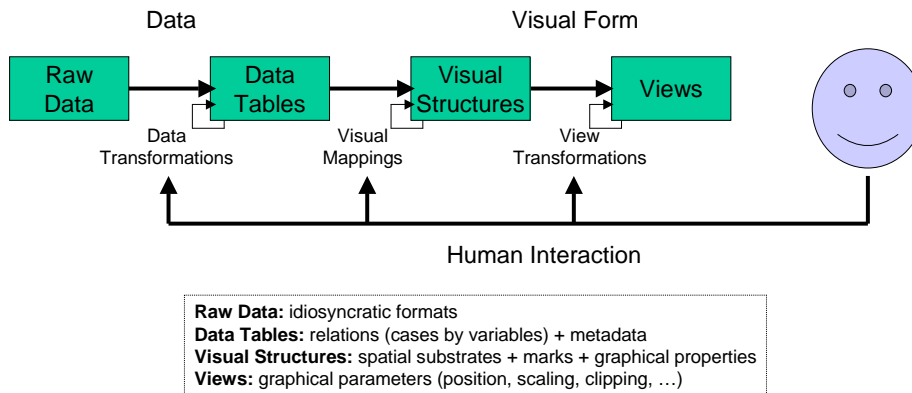 Data
Visual Form
Raw
Data
Data
Tables
Visual
Structures
Views
Data
Transformations
Visual
Mappings
View
Transformations
Human Interaction
Raw Data: idiosyncratic formats
Data Tables: relations (cases by variables) + metadata
Visual Structures: spatial substrates + marks + graphical properties
Views: graphical parameters (position, scaling, clipping, …)